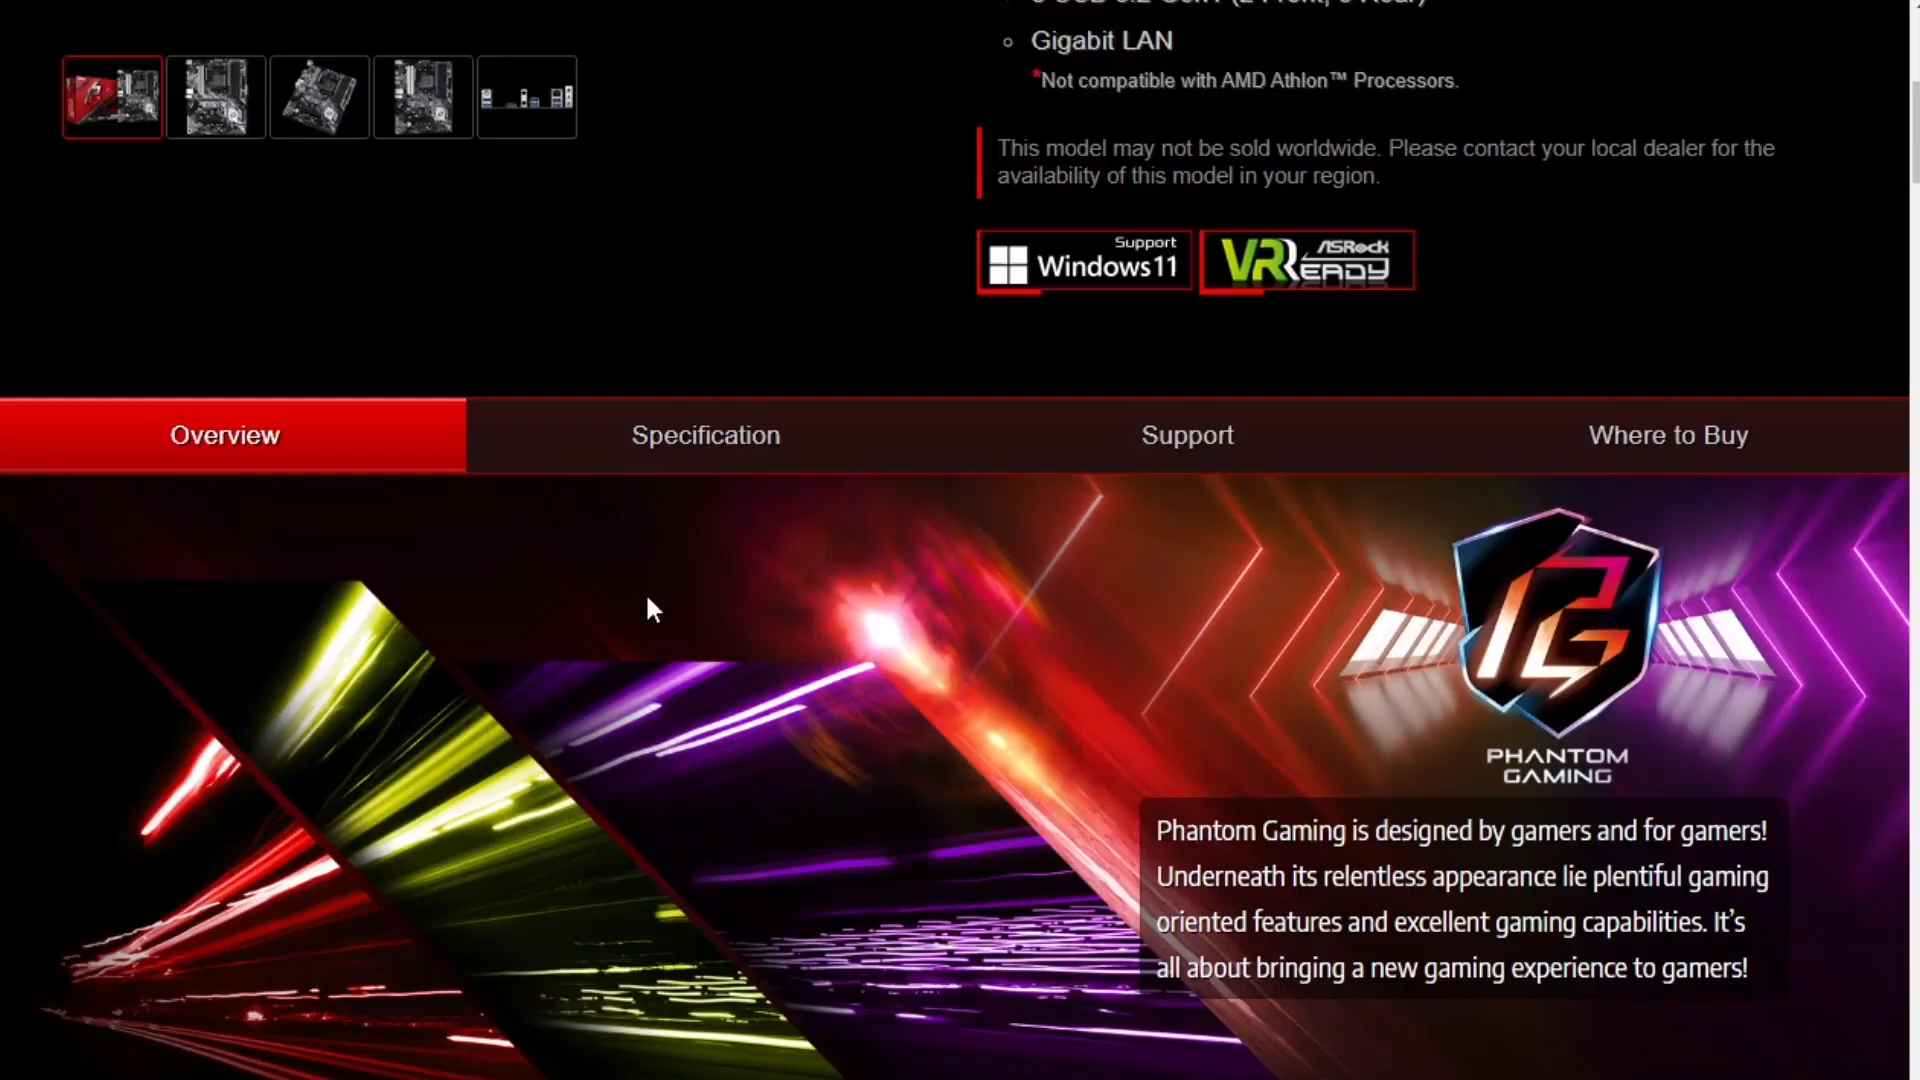 Gigabit LAN
*Not compatible with AMD Athlon™ Processors.
This model may not be sold worldwide. Please contact your local dealer for the
availability of this model in your region.
Support
Windows11
VR READY
ASRock
Overview
Specification
Support
Where to Buy
PHANTOM
GAMING
Phantom Gaming is designed by gamers and for gamers!
Underneath its relentless appearance lie plentiful gaming
oriented features and excellent gaming capabilities. It’s
all about bringing a new gaming experience to gamers!